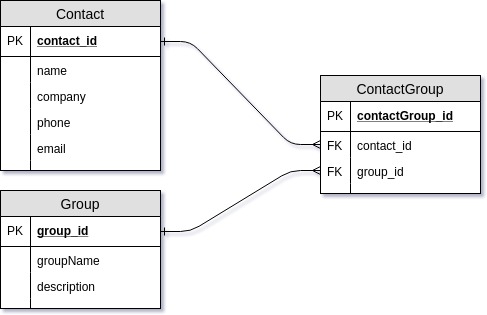 Contact
PK contact_id
name
company
phone
email
Group
PK group_id
groupName
description
ContactGroup
PK contactGroup_id
FK contact_id
FK group_id